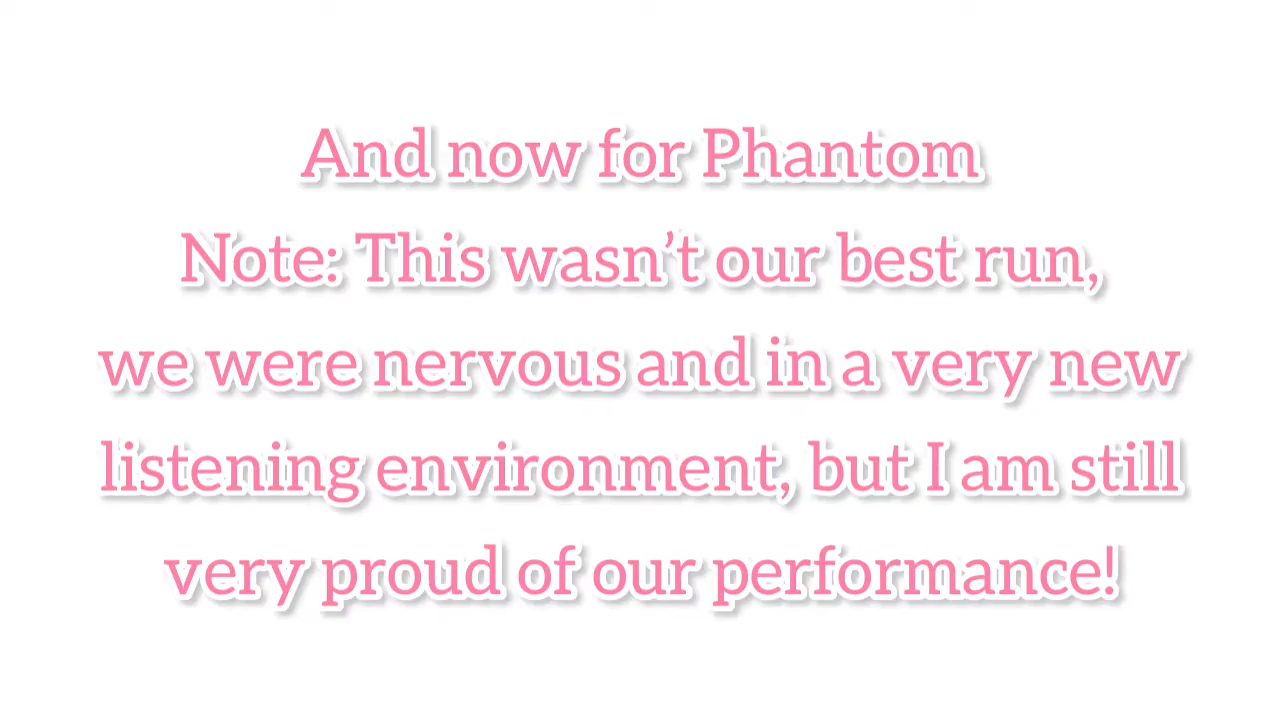 And now for Phantom
Note: This wasn’t our best run,
we were nervous and in a very new
listening environment, but I am still
very proud of our performance!